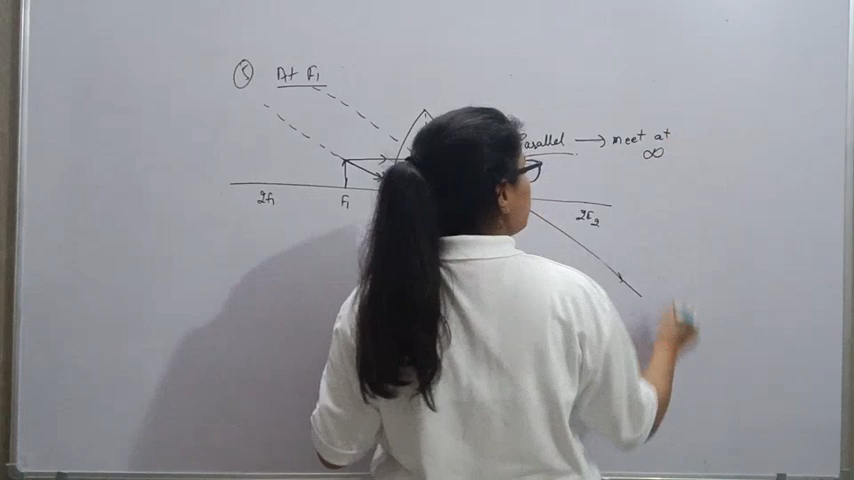 ⑤ At F1
Parallel → meet at
∞
2F1 F1 2F2